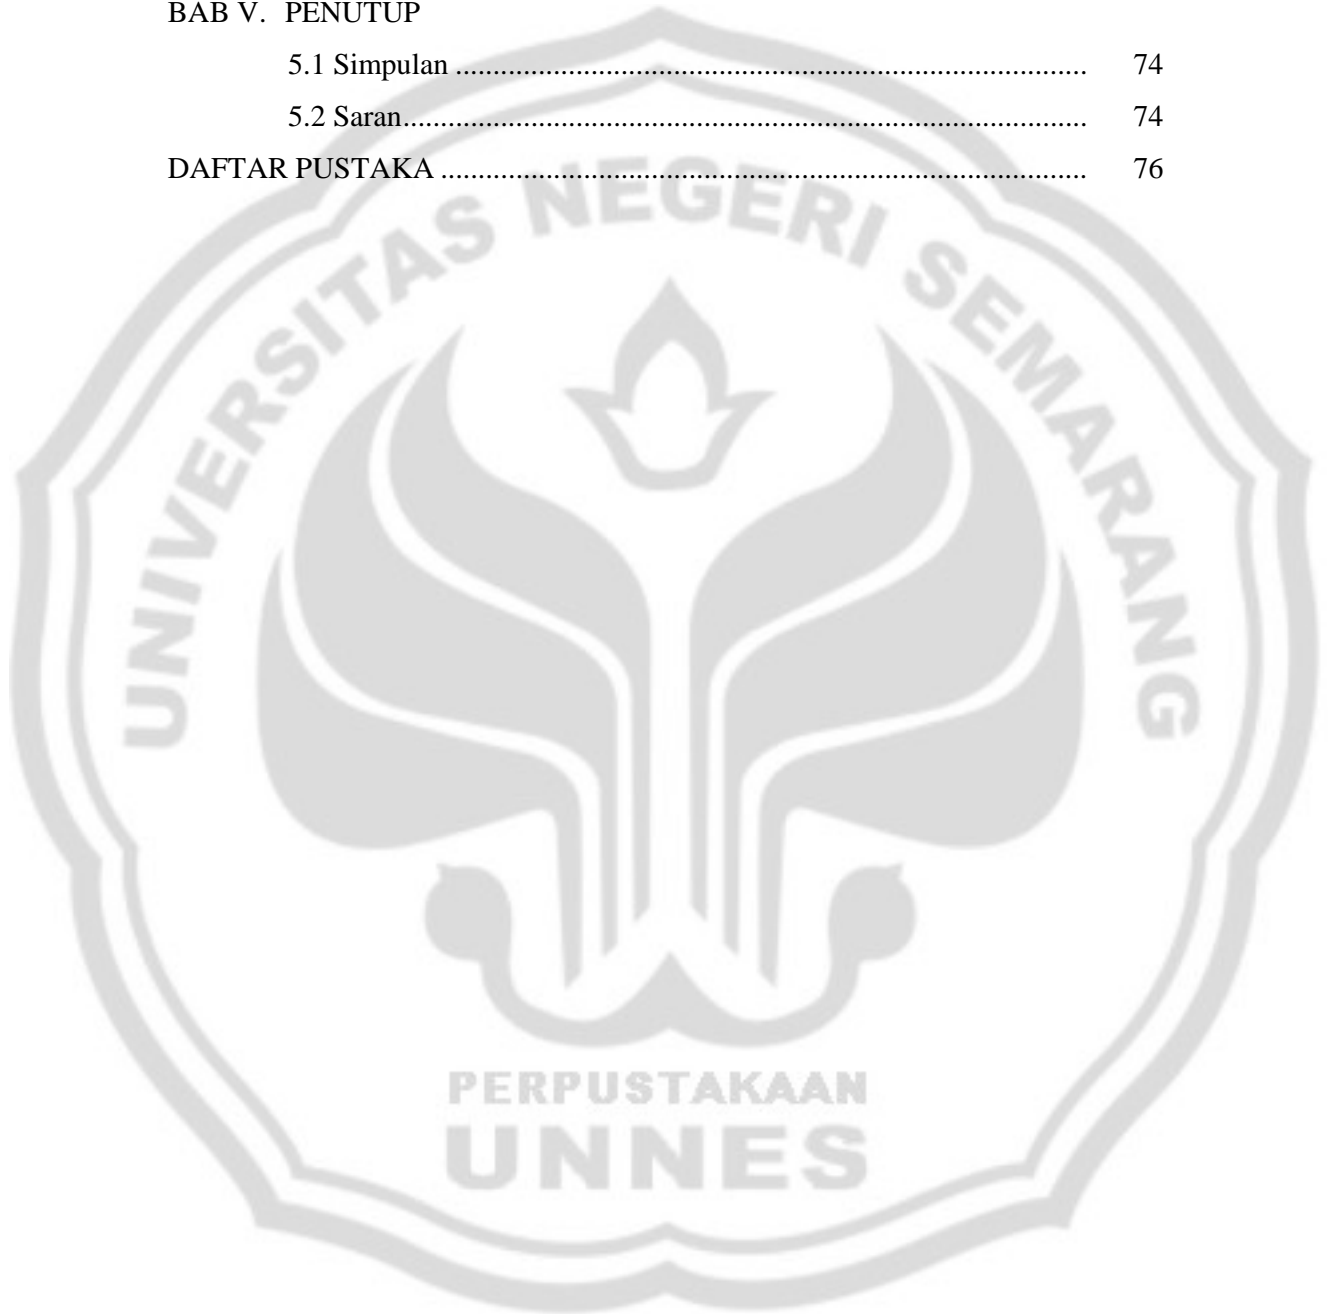 BAB V. PENUTUP
5.1 Simpulan ..................................................................................... 74
5.2 Saran............................................................................................ 74
DAFTAR PUSTAKA ....................................................................................... 76
UNIVERSITAS NEGERI SEMARANG
PERPUSTAKAAN
UNNES